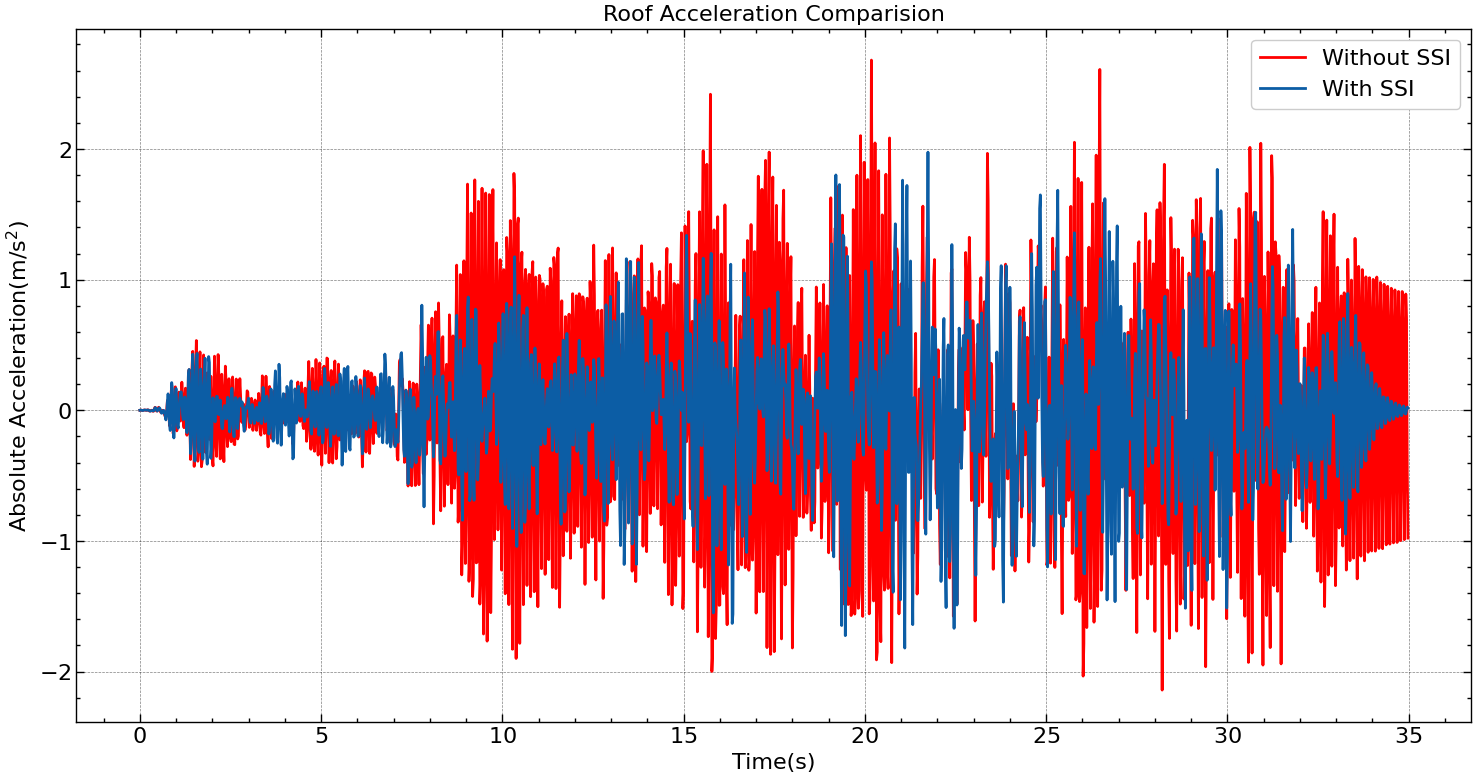 Roof Acceleration Comparision
Without SSI
With SSI
Absolute Acceleration(m/s²)
2
1
0
−1
−2
0 5 10 15 20 25 30 35
Time(s)